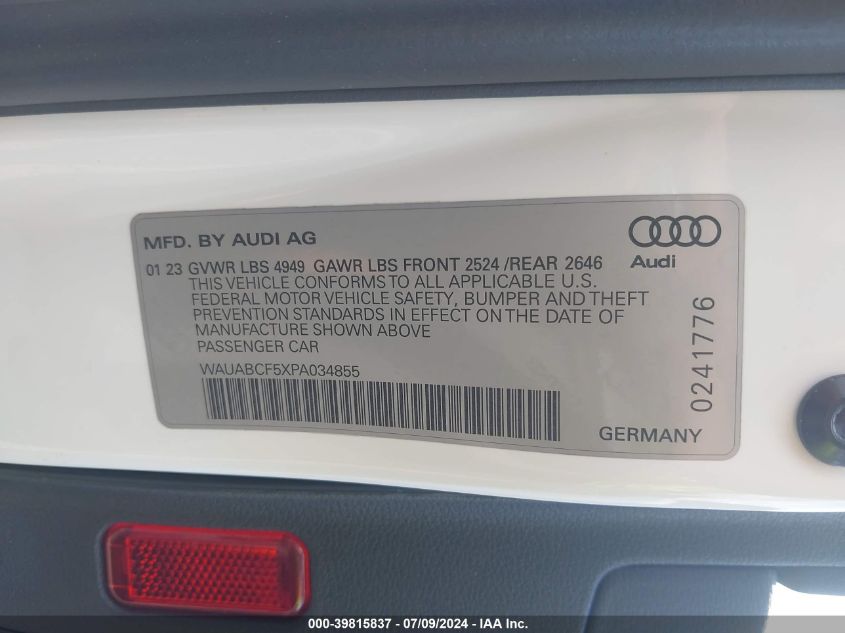 MFD. BY AUDI AG
Audi
01 23 GVWR LBS 4949 GAWR LBS FRONT 2524 /REAR 2646
THIS VEHICLE CONFORMS TO ALL APPLICABLE U.S.
FEDERAL MOTOR VEHICLE SAFETY, BUMPER AND THEFT
PREVENTION STANDARDS IN EFFECT ON THE DATE OF
MANUFACTURE SHOWN ABOVE
PASSENGER CAR
WAUABCF5XPA034855
0241776
GERMANY
000-39815837 - 07/09/2024 - IAA Inc.